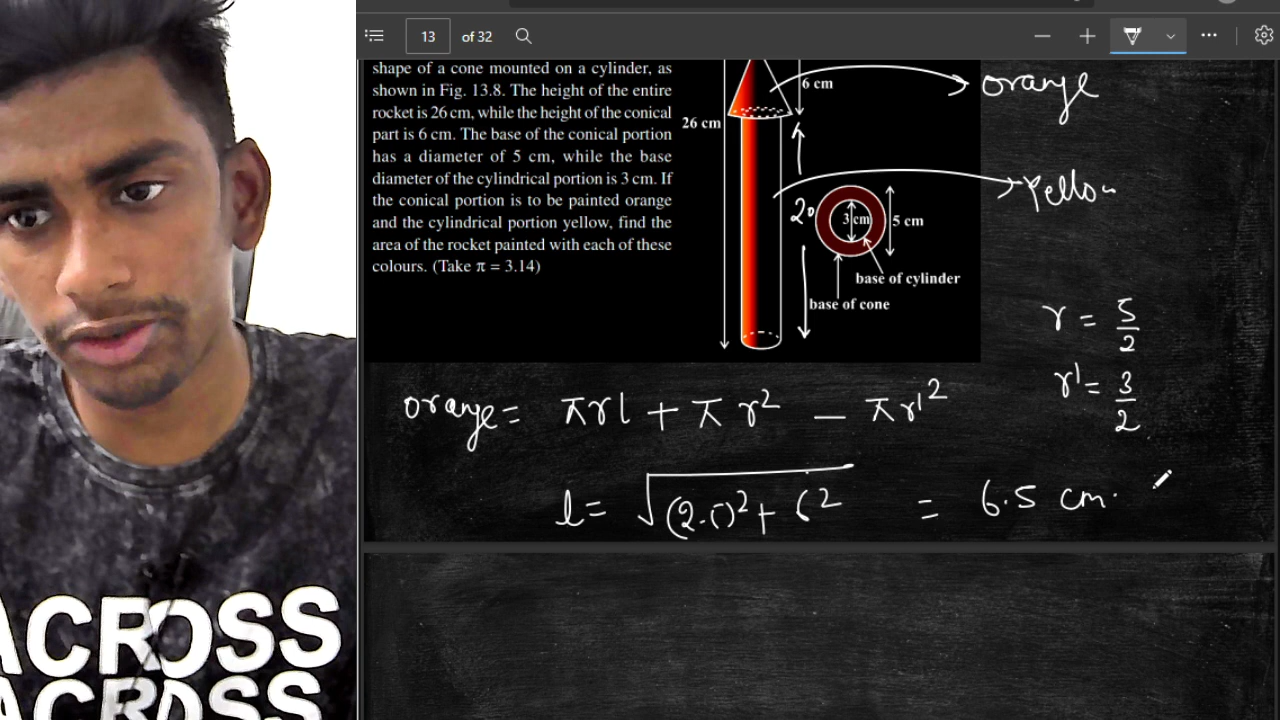 13 of 32
shape of a cone mounted on a cylinder, as
shown in Fig. 13.8. The height of the entire
rocket is 26 cm, while the height of the conical
part is 6 cm. The base of the conical portion
has a diameter of 5 cm, while the base
diameter of the cylindrical portion is 3 cm. If
the conical portion is to be painted orange
and the cylindrical portion yellow, find the
area of the rocket painted with each of these
colours. (Take π = 3.14)
6 cm
26 cm
20
3 cm
5 cm
base of cylinder
base of cone
orange
Yellow
r = 5/2
r' = 3/2
orange = πrl + πr² − πr'²
l = √(2.5)² + 6² = 6.5 cm.
ACROSS
ACROSS